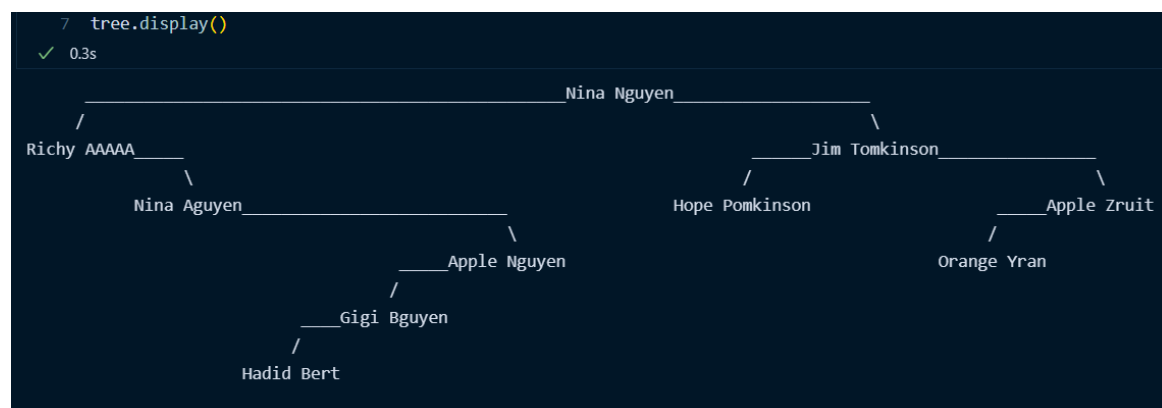 7 tree.display()
✓ 0.3s
Nina Nguyen
Richy AAAAA Jim Tomkinson
Nina Aguyen Hope Pomkinson Apple Zruit
Apple Nguyen Orange Yran
Gigi Bguyen
Hadid Bert